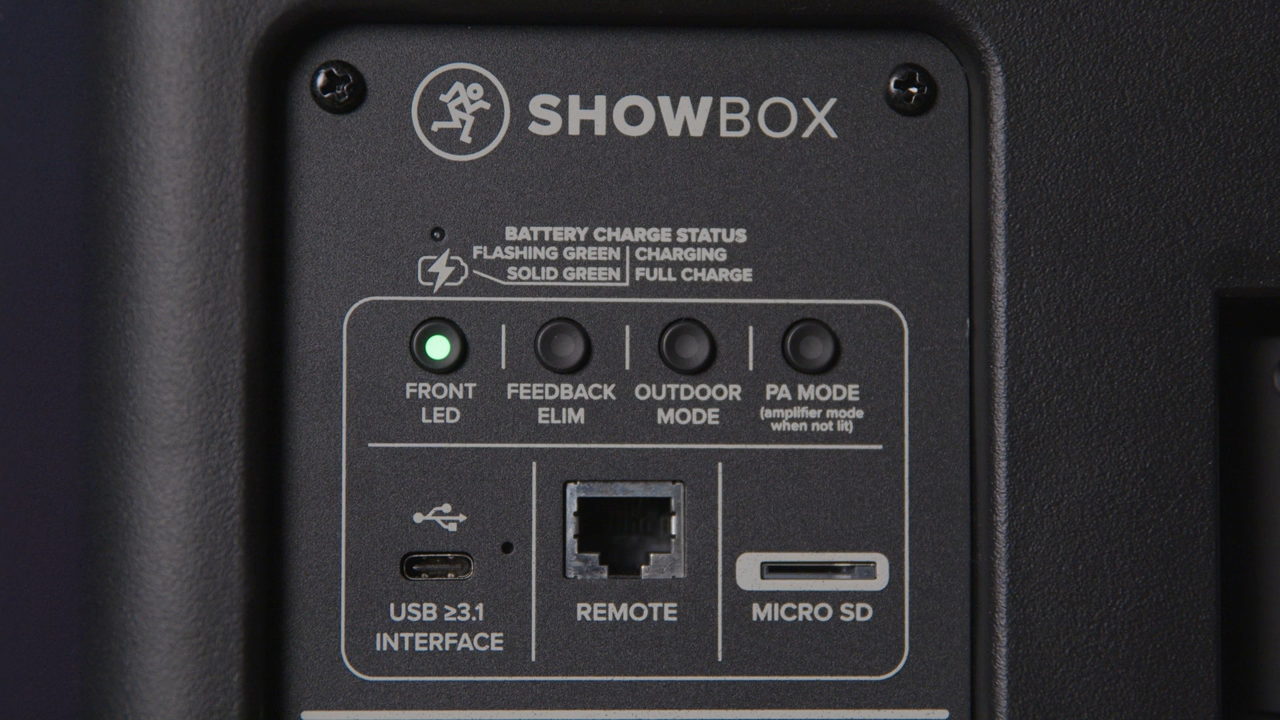 SHOWBOX
BATTERY CHARGE STATUS
FLASHING GREEN | CHARGING
SOLID GREEN | FULL CHARGE
FRONT LED
FEEDBACK ELIM
OUTDOOR MODE
PA MODE
(amplifier mode
when not lit)
USB ≥3.1
INTERFACE
REMOTE
MICRO SD